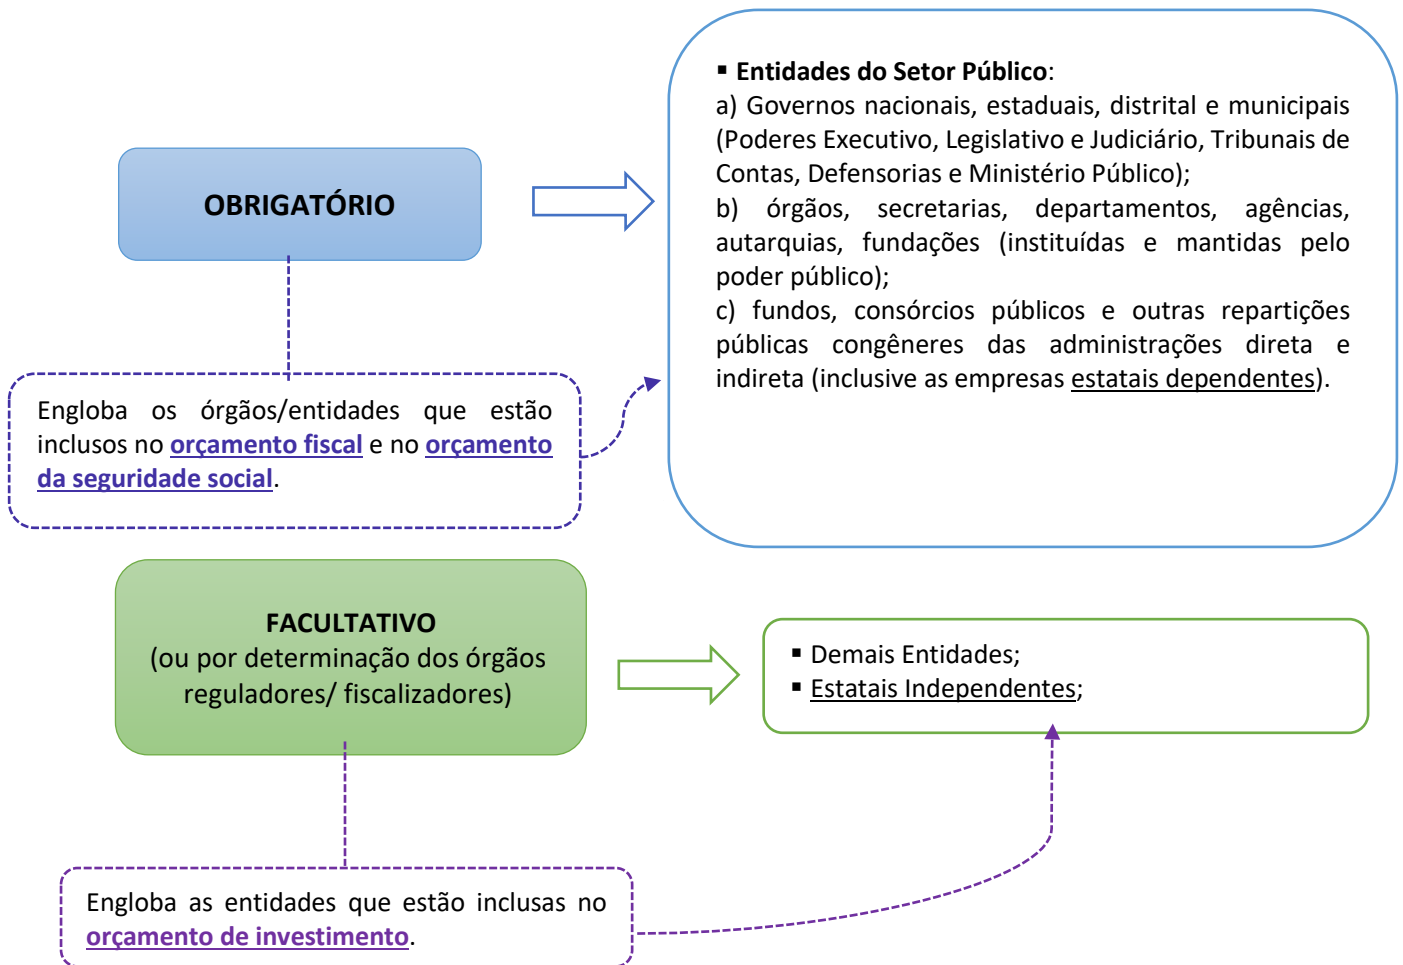 OBRIGATÓRIO
▪ Entidades do Setor Público:
a) Governos nacionais, estaduais, distrital e municipais
(Poderes Executivo, Legislativo e Judiciário, Tribunais de
Contas, Defensorias e Ministério Público);
b) órgãos, secretarias, departamentos, agências,
autarquias, fundações (instituídas e mantidas pelo
poder público);
c) fundos, consórcios públicos e outras repartições
públicas congêneres das administrações direta e
indireta (inclusive as empresas estatais dependentes).
Engloba os órgãos/entidades que estão
inclusos no orçamento fiscal e no orçamento
da seguridade social.
FACULTATIVO
(ou por determinação dos órgãos
reguladores/ fiscalizadores)
▪ Demais Entidades;
▪ Estatais Independentes;
Engloba as entidades que estão inclusas no
orçamento de investimento.